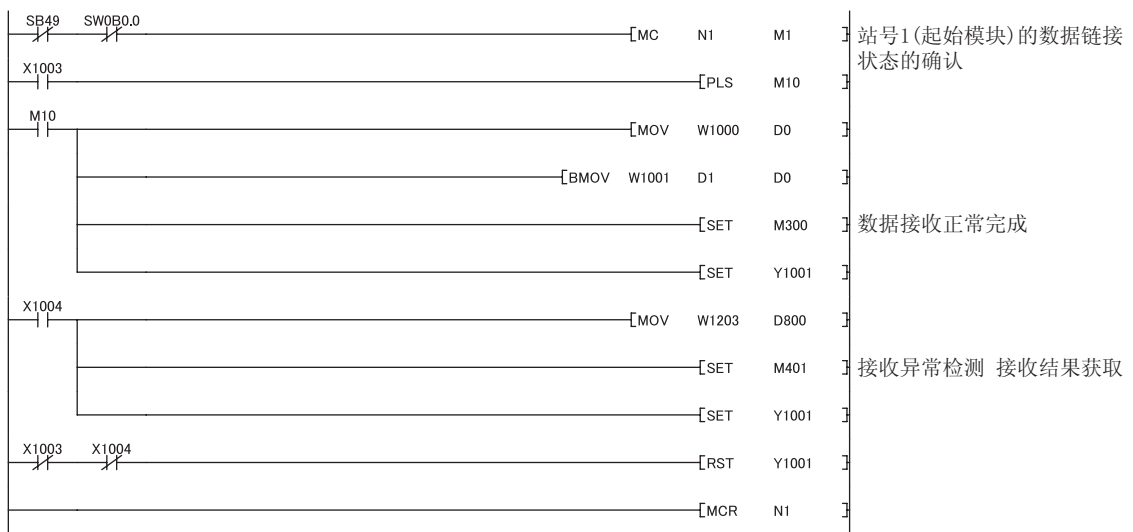 SB49 SW0B0.0
MC N1 M1 站号1(起始模块)的数据链接
状态的确认
X1003
PLS M10
M10
MOV W1000 D0
BMOV W1001 D1 D0
SET M300 数据接收正常完成
SET Y1001
X1004
MOV W1203 D800
SET M401 接收异常检测 接收结果获取
SET Y1001
X1003 X1004
RST Y1001
MCR N1